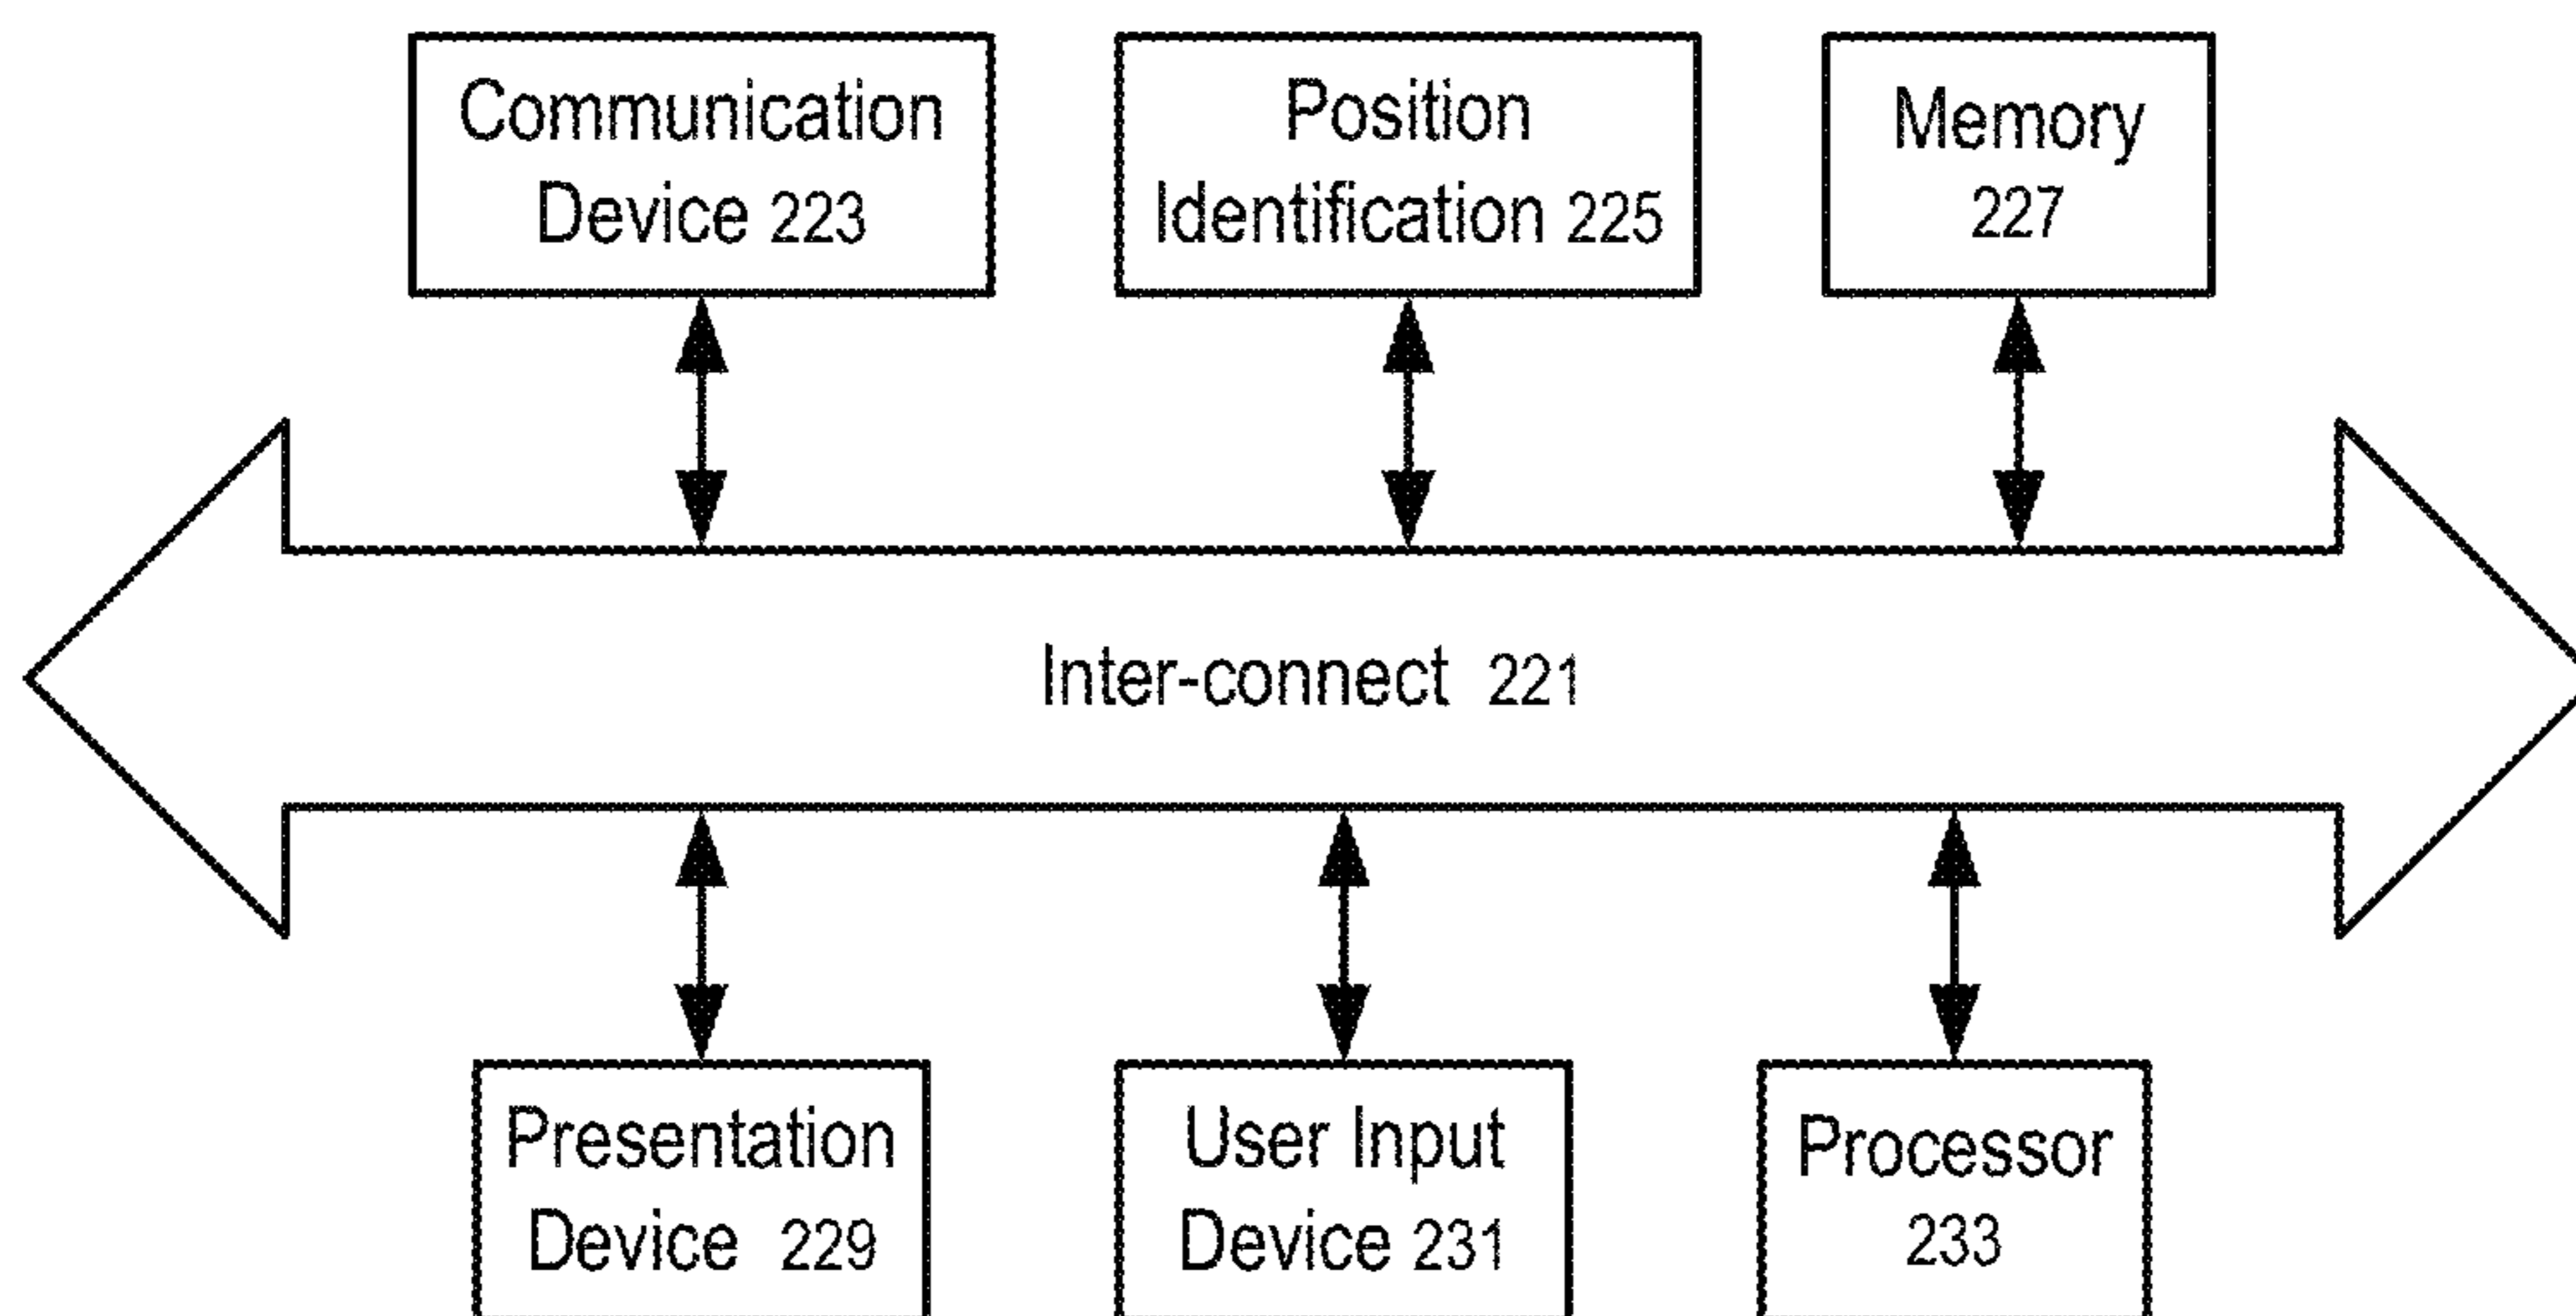 Communication
Device 223
Position
Identification 225
Memory
227
Inter-connect 221
Presentation
Device 229
User Input
Device 231
Processor
233